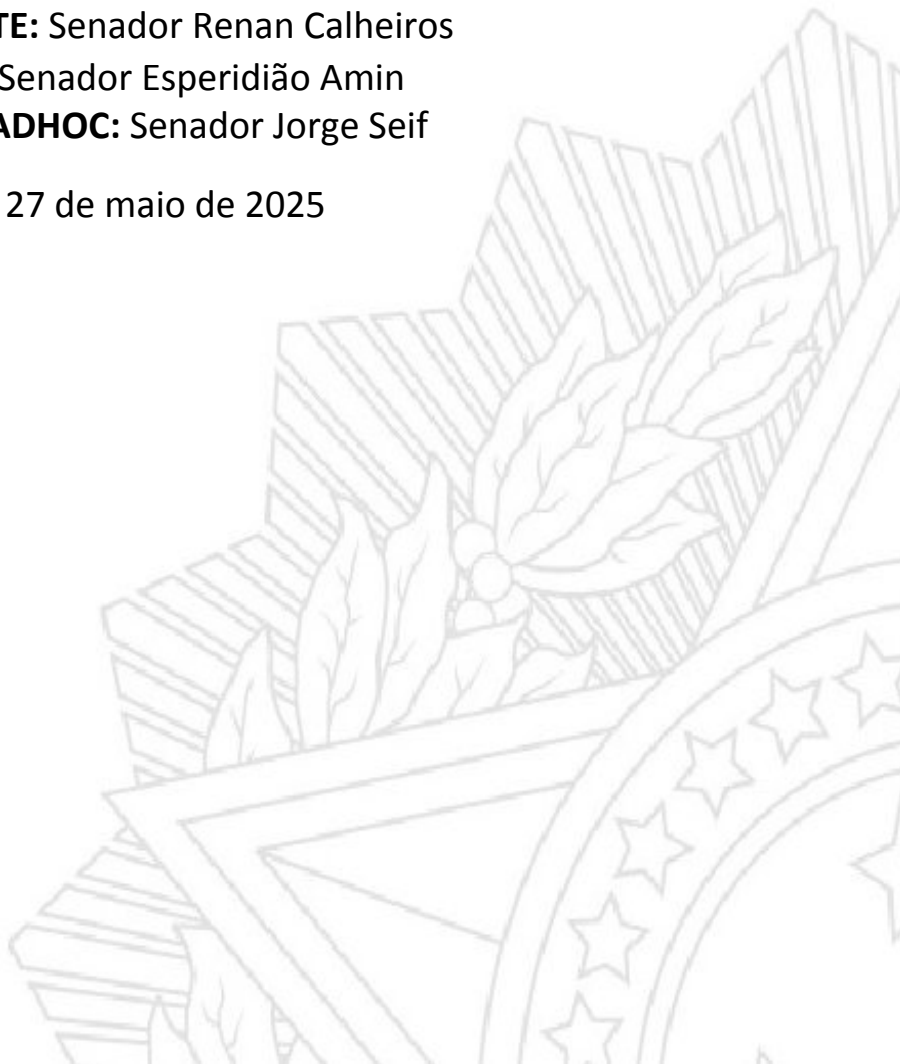 TE: Senador Renan Calheiros
Senador Esperidião Amin
ADHOC: Senador Jorge Seif
27 de maio de 2025